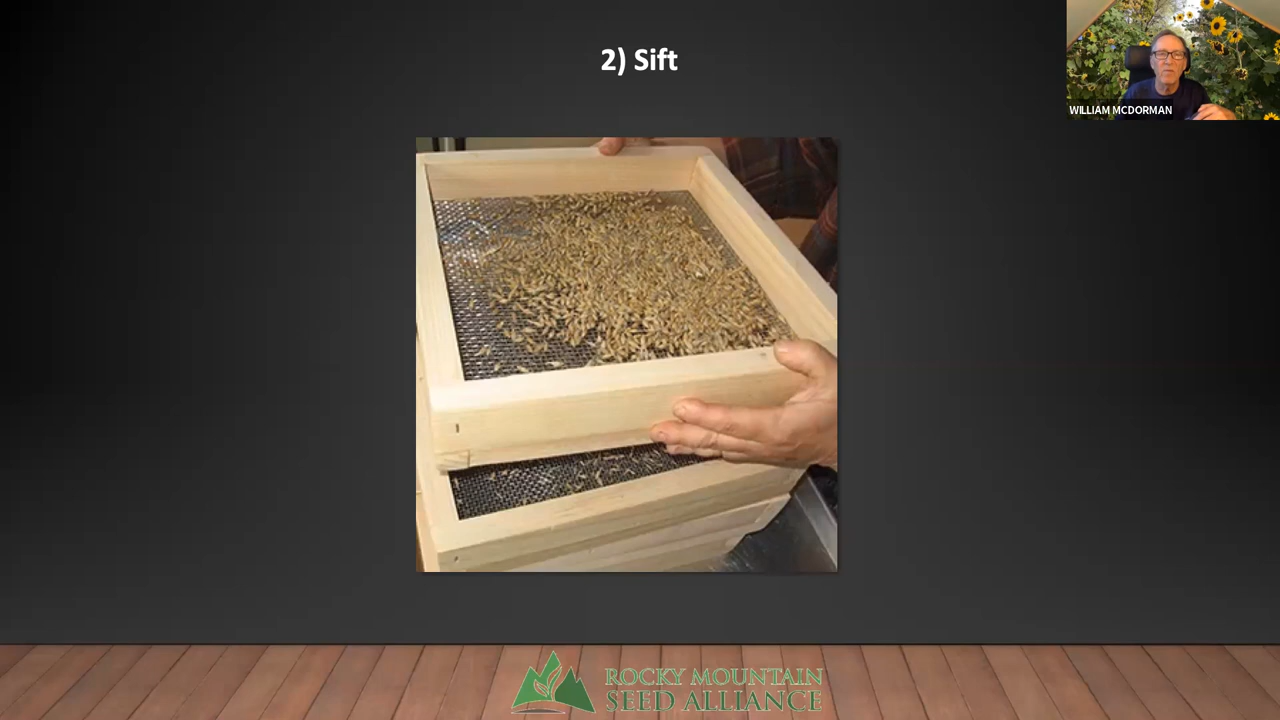 2) Sift
WILLIAM MCDORMAN
ROCKY MOUNTAIN
SEED ALLIANCE